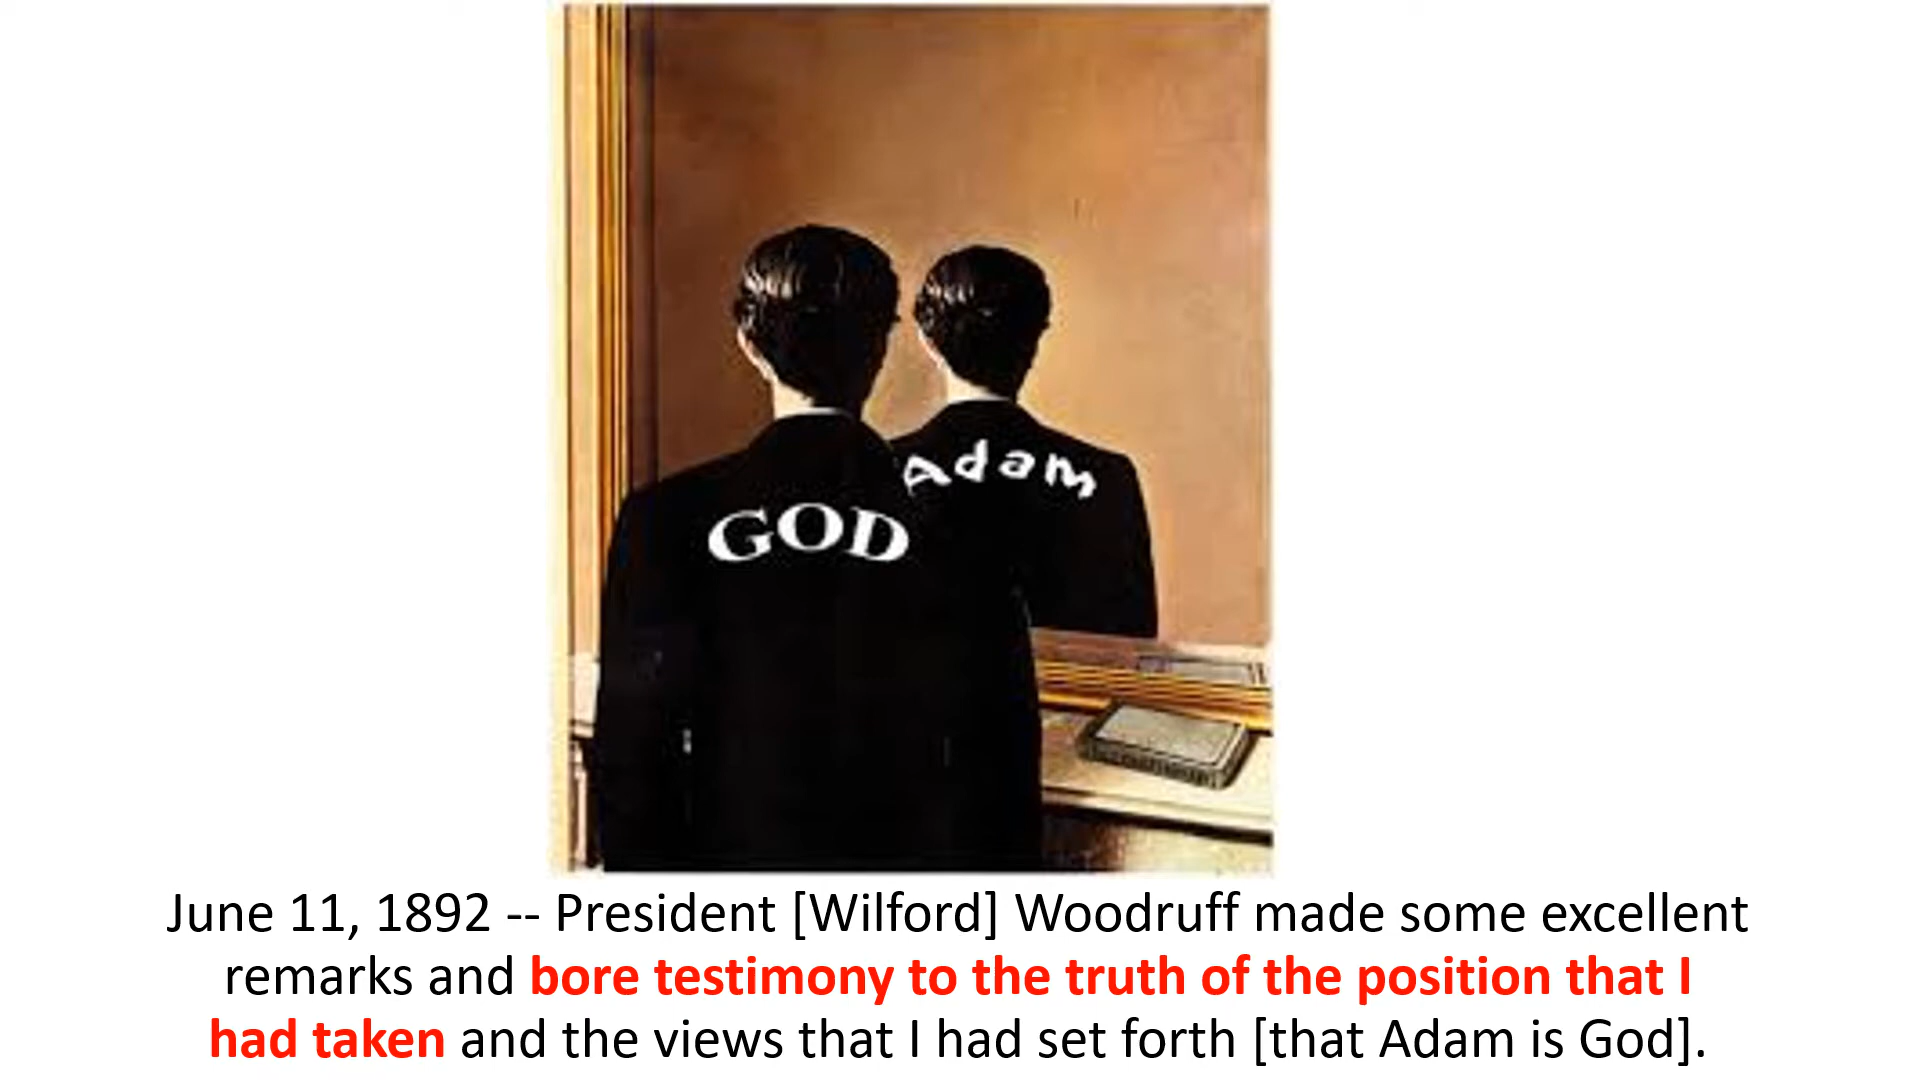 Adam
GOD
June 11, 1892 -- President [Wilford] Woodruff made some excellent
remarks and bore testimony to the truth of the position that I
had taken and the views that I had set forth [that Adam is God].